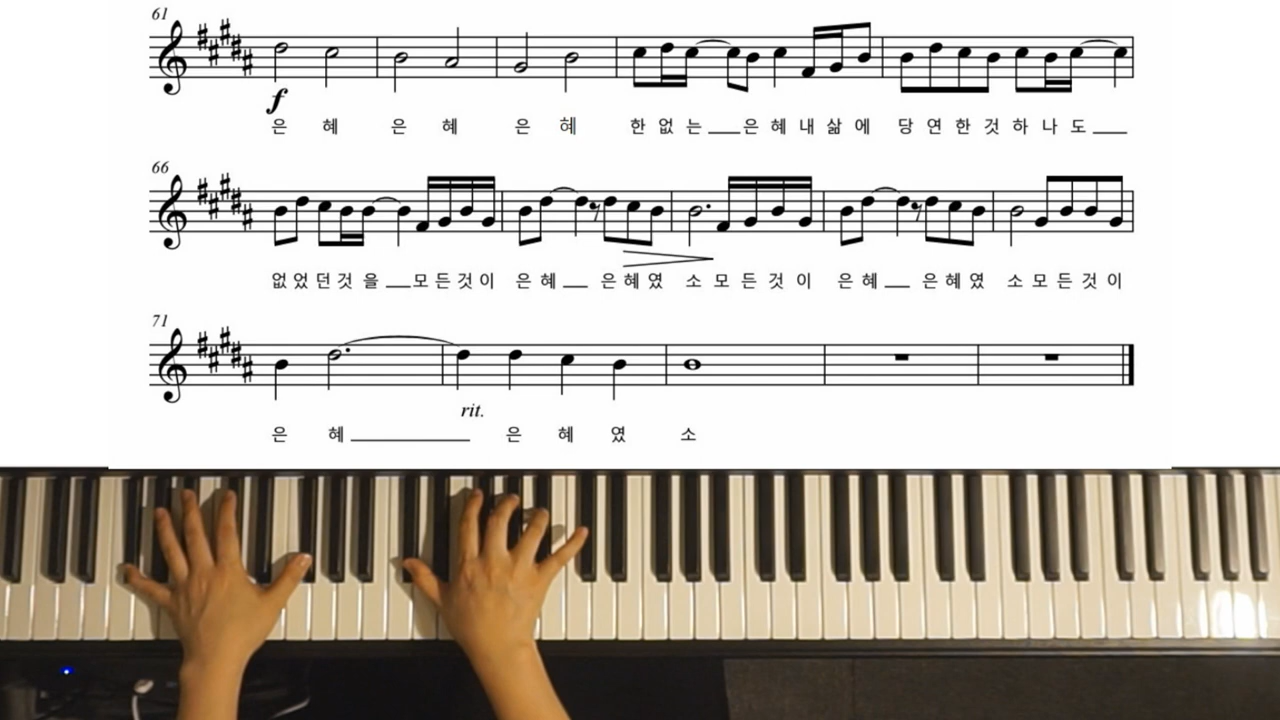 61
f
은 혜 은 혜 은 혜 한 없 는 은 혜 내 삶 에 당 연 한 것 하 나 도
66
없 었 던 것 을 모 든 것 이 은 혜 은 혜 였 소 모 든 것 이 은 혜 은 혜 였 소 모 든 것 이
71
rit.
은 혜 은 혜 였 소